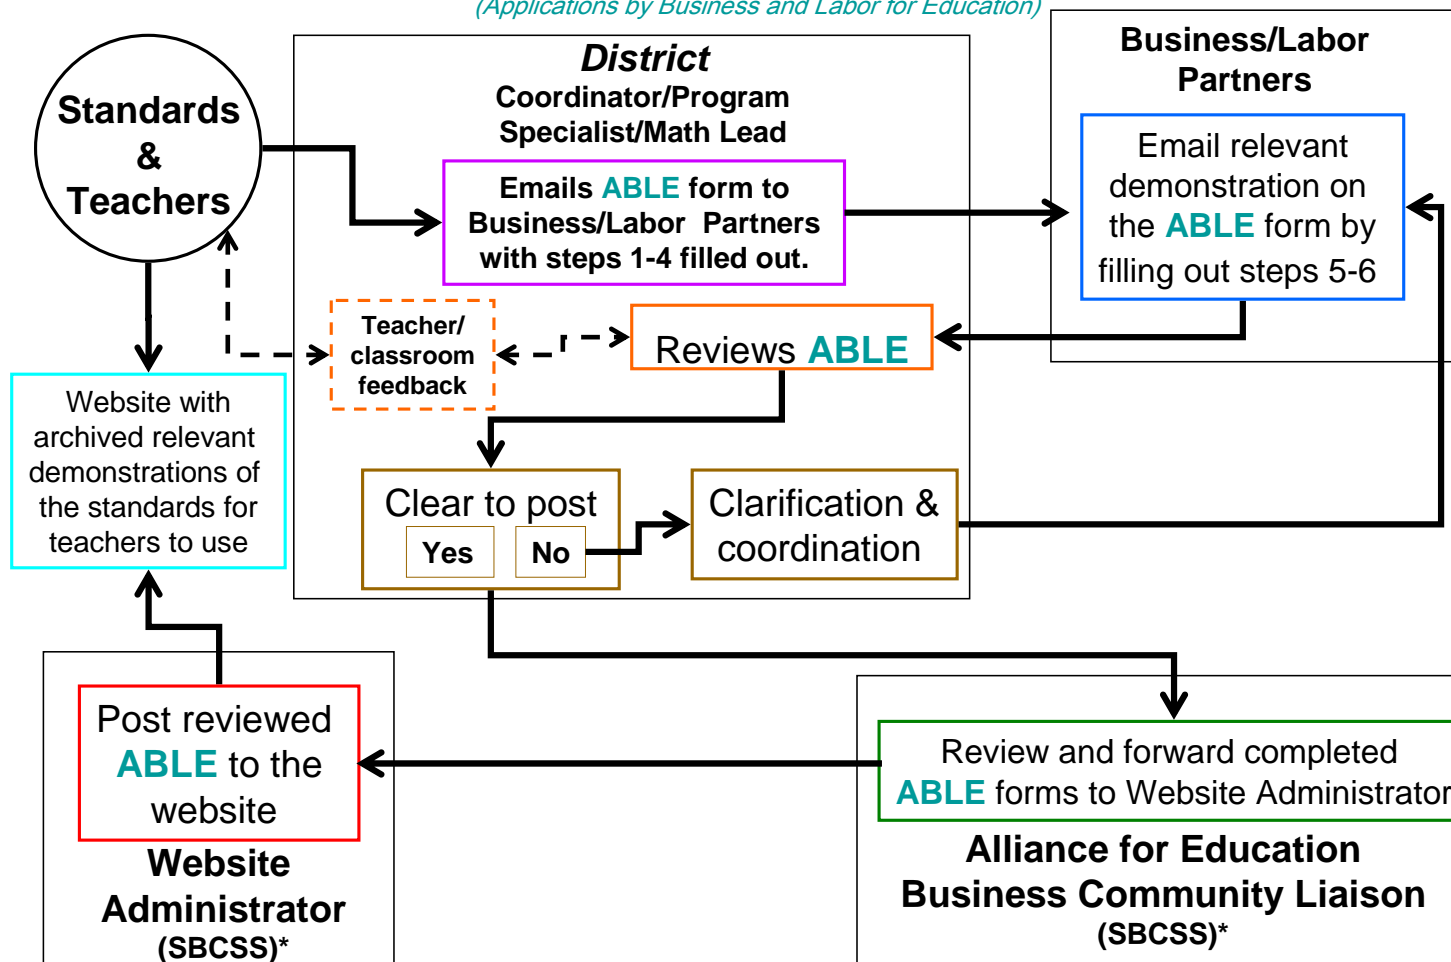 (Applications by Business and Labor for Education)
Standards
&
Teachers
District
Coordinator/Program
Specialist/Math Lead
Emails ABLE form to
Business/Labor Partners
with steps 1-4 filled out.
Business/Labor
Partners
Email relevant
demonstration on
the ABLE form by
filling out steps 5-6
Teacher/
classroom
feedback
Reviews ABLE
Website with
archived relevant
demonstrations of
the standards for
teachers to use
Clear to post
Yes No
Clarification &
coordination
Post reviewed
ABLE to the
website
Website
Administrator
(SBCSS)*
Review and forward completed
ABLE forms to Website Administrator
Alliance for Education
Business Community Liaison
(SBCSS)*